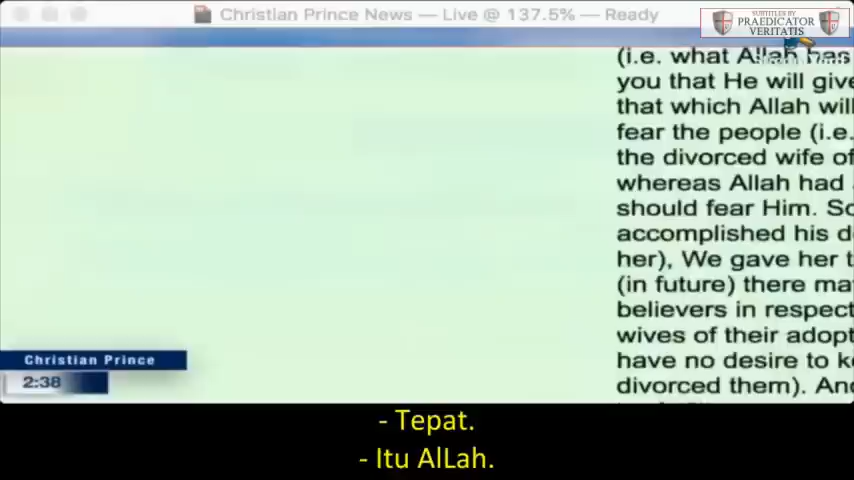 Christian Prince News — Live @ 137.5% — Ready
SUBTITLES BY
PRAEDICATOR
VERITATIS
(i.e. what Allah has
you that He will give
that which Allah will
fear the people (i.e.
the divorced wife of
whereas Allah had
should fear Him. So
accomplished his d
her), We gave her t
(in future) there ma
believers in respect
wives of their adopt
have no desire to k
divorced them). And
Christian Prince
2:38
- Tepat.
- Itu AlLah.